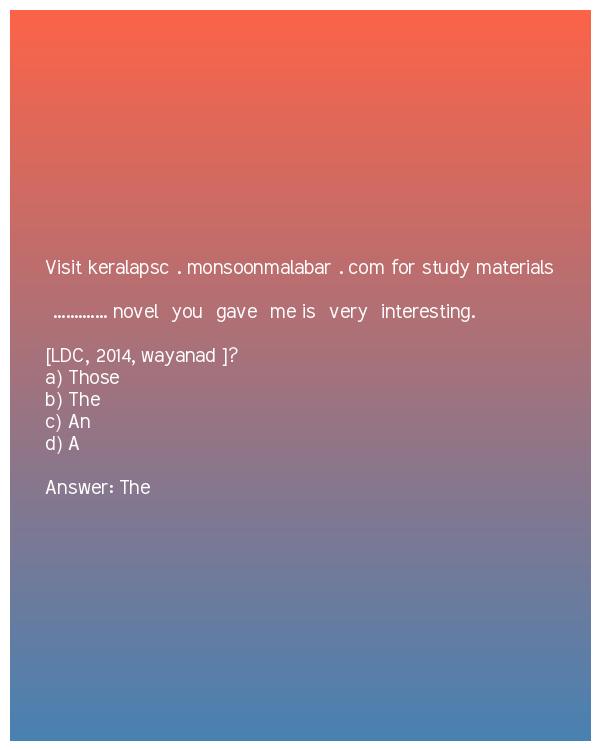 Visit keralapsc . monsoonmalabar . com for study materials
............. novel you gave me is very interesting.
[LDC, 2014, wayanad ]?
a) Those
b) The
c) An
d) A
Answer: The